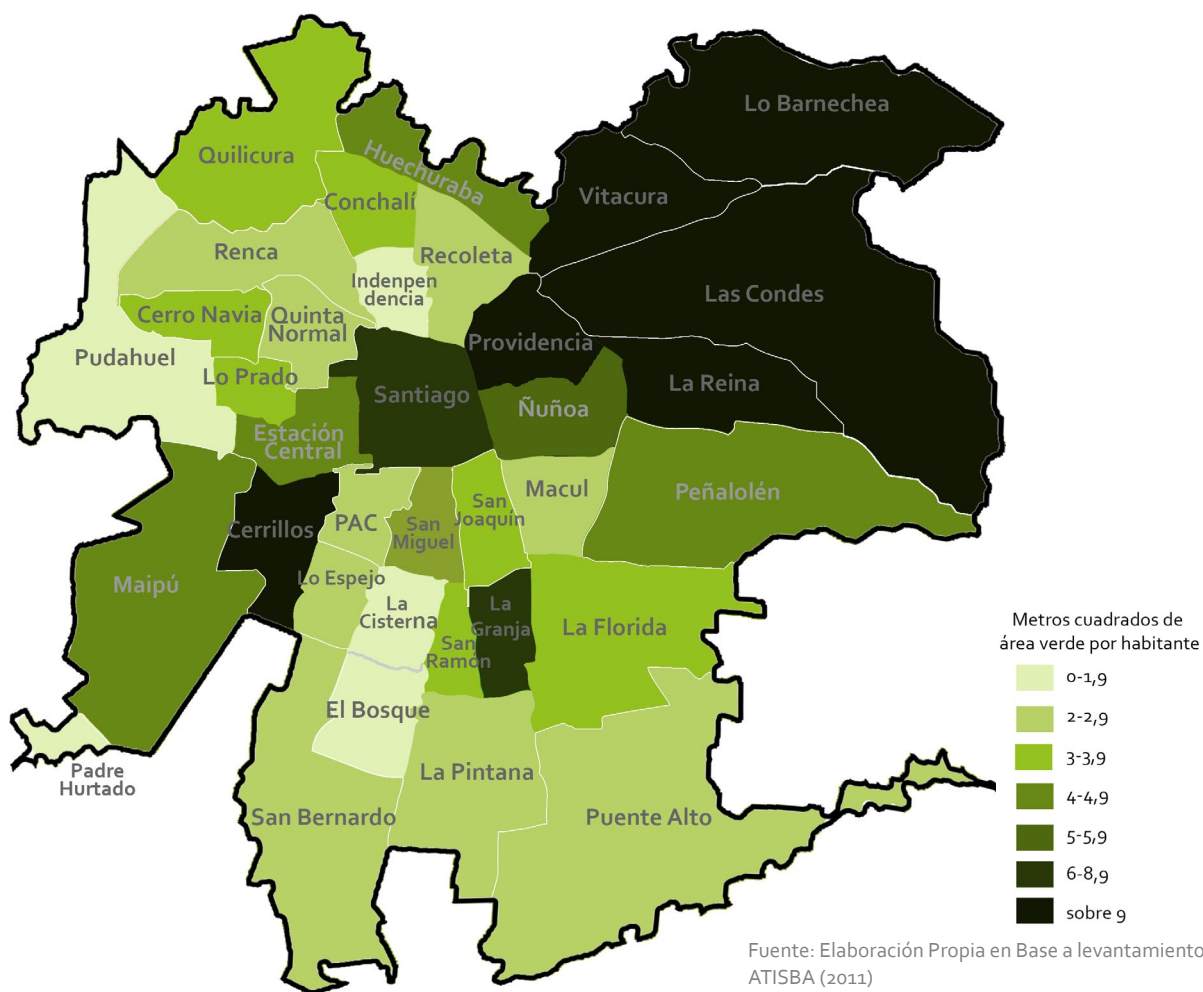 Lo Barnechea
Quilicura
Huechuraba
Vitacura
Conchalí
Renca
Recoleta
Indenpen
dencia
Las Condes
Cerro Navia
Quinta
Normal
Providencia
Pudahuel
Lo Prado
La Reina
Santiago
Ñuñoa
Estación
Central
Macul
Peñalolén
San
Joaquín
Cerrillos
PAC
San
Miguel
Maipú
Lo Espejo
La
Cisterna
La
Granja
La Florida
San
Ramón
El Bosque
Padre
Hurtado
La Pintana
San Bernardo
Puente Alto
Metros cuadrados de
área verde por habitante
0-1,9
2-2,9
3-3,9
4-4,9
5-5,9
6-8,9
sobre 9
Fuente: Elaboración Propia en Base a levantamiento
ATISBA (2011)